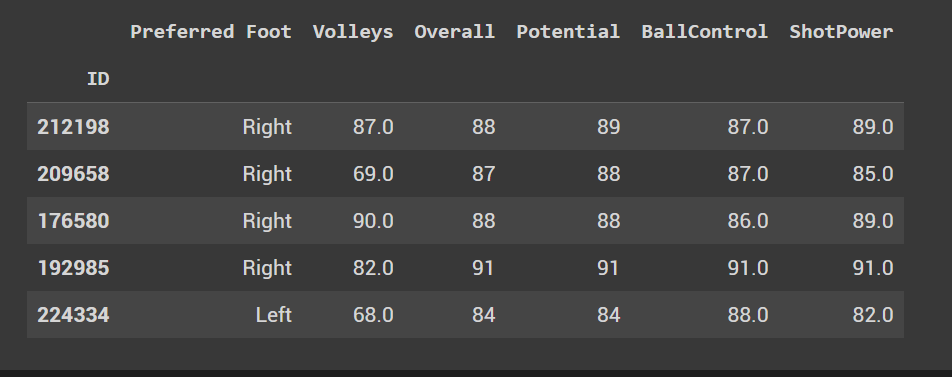 Preferred Foot Volleys Overall Potential BallControl ShotPower
ID
212198 Right 87.0 88 89 87.0 89.0
209658 Right 69.0 87 88 87.0 85.0
176580 Right 90.0 88 88 86.0 89.0
192985 Right 82.0 91 91 91.0 91.0
224334 Left 68.0 84 84 88.0 82.0